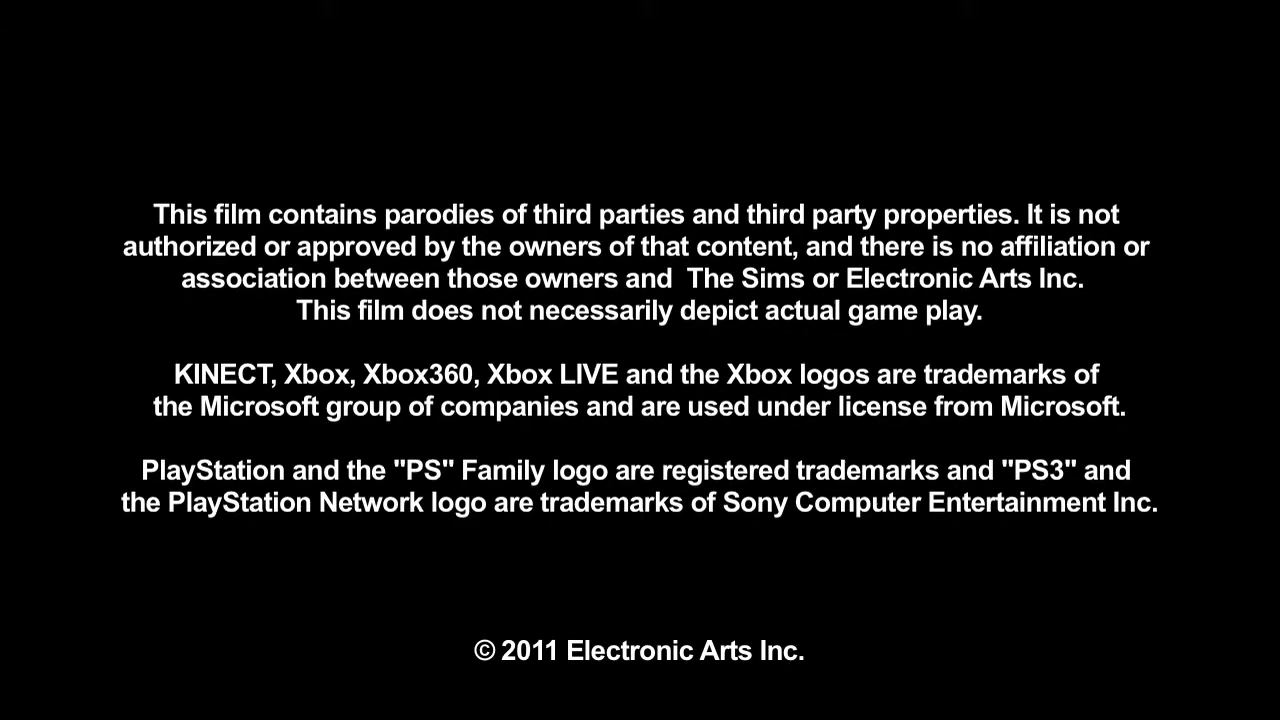 This film contains parodies of third parties and third party properties. It is not
authorized or approved by the owners of that content, and there is no affiliation or
association between those owners and  The Sims or Electronic Arts Inc.
This film does not necessarily depict actual game play.
KINECT, Xbox, Xbox360, Xbox LIVE and the Xbox logos are trademarks of
the Microsoft group of companies and are used under license from Microsoft.
PlayStation and the "PS" Family logo are registered trademarks and "PS3" and
the PlayStation Network logo are trademarks of Sony Computer Entertainment Inc.
© 2011 Electronic Arts Inc.